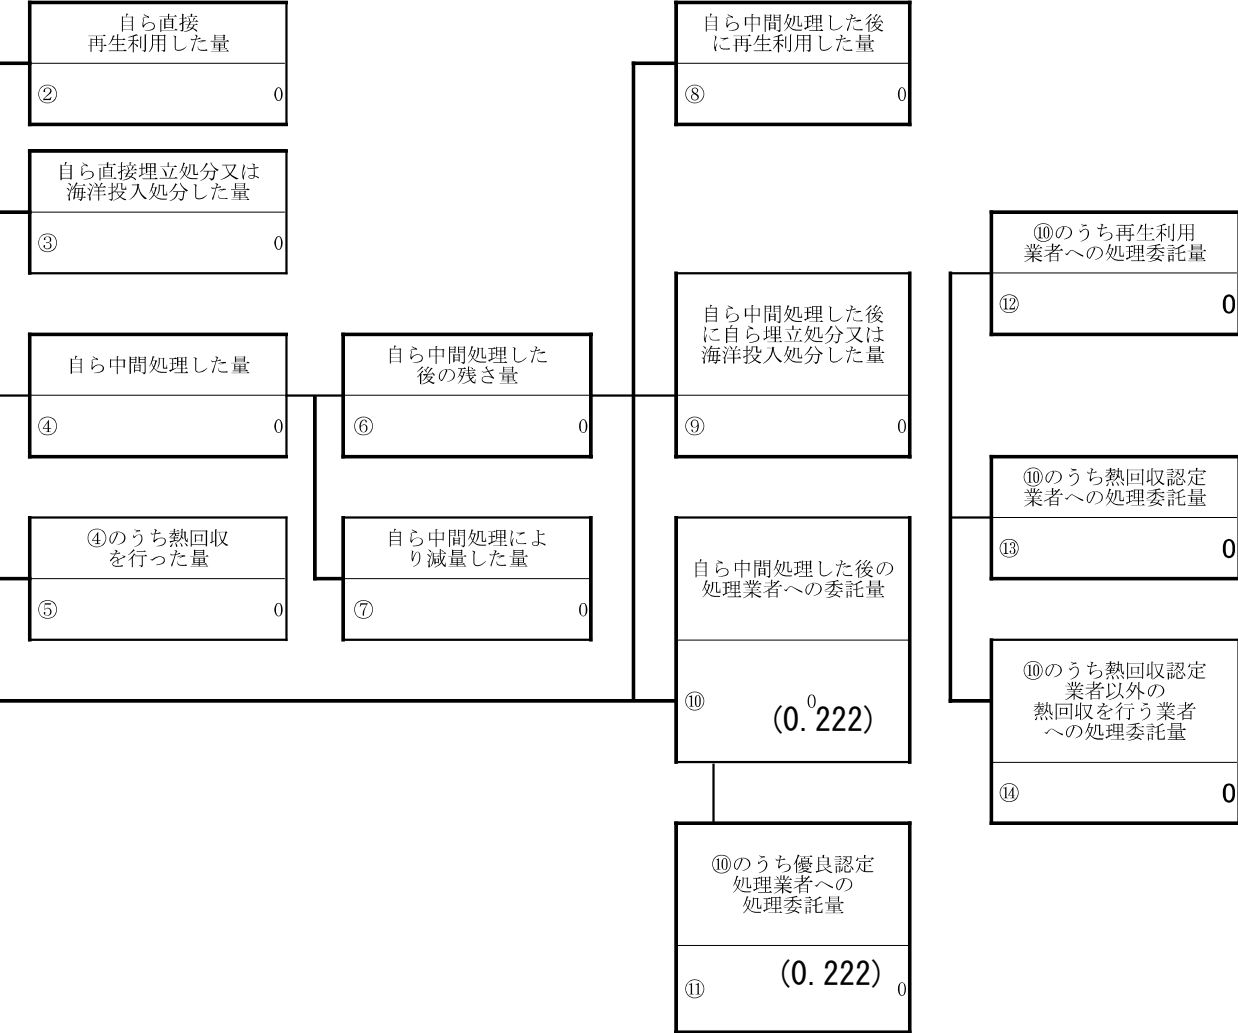 自ら直接
再生利用した量
② 0
自ら直接埋立処分又は
海洋投入処分した量
③ 0
自ら中間処理した量
④ 0
④のうち熱回収
を行った量
⑤ 0
自ら中間処理した
後の残さ量
⑥ 0
自ら中間処理によ
り減量した量
⑦ 0
自ら中間処理した後
に再生利用した量
⑧ 0
自ら中間処理した後
に自ら埋立処分又は
海洋投入処分した量
⑨ 0
自ら中間処理した後の
処理業者への委託量
⑩ 0
(0.222)
⑩のうち優良認定
処理業者への
処理委託量
(0.222)
⑪ 0
⑩のうち再生利用
業者への処理委託量
⑫ 0
⑩のうち熱回収認定
業者への処理委託量
⑬ 0
⑩のうち熱回収認定
業者以外の
熱回収を行う業者
への処理委託量
⑭ 0